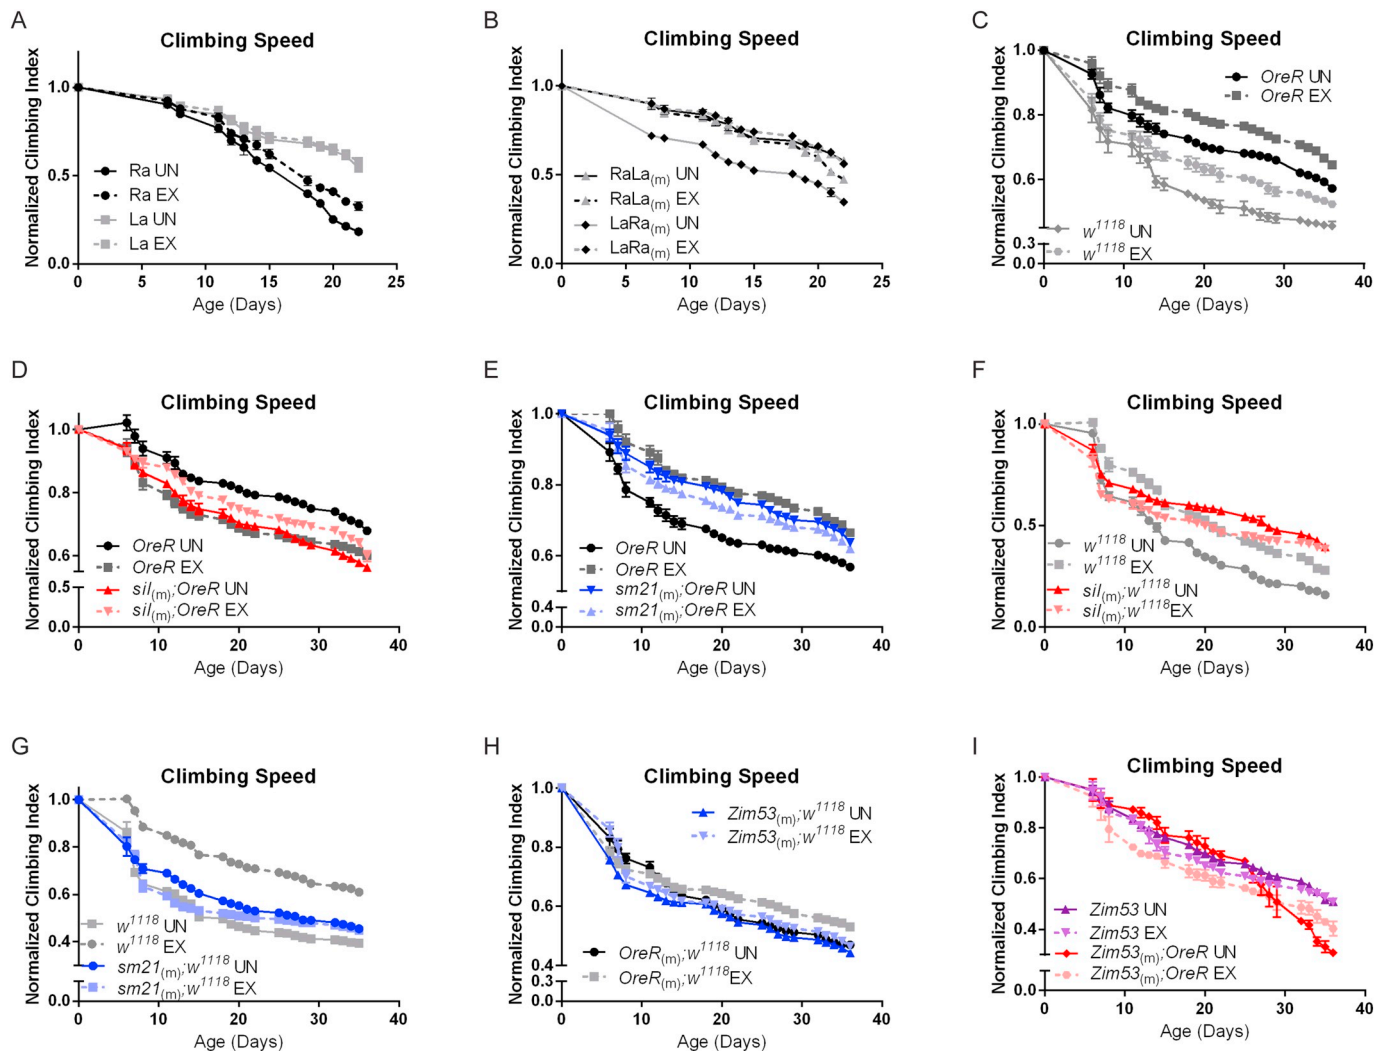 A
Climbing Speed
Normalized Climbing Index
1.0
0.5
0.0
Ra UN
Ra EX
La UN
La EX
0 5 10 15 20 25
Age (Days)
B
Climbing Speed
Normalized Climbing Index
1.0
0.5
0.0
RaLa(m) UN
RaLa(m) EX
LaRa(m) UN
LaRa(m) EX
0 5 10 15 20 25
Age (Days)
C
Climbing Speed
Normalized Climbing Index
1.0
0.8
0.6
0.3
0.0
OreR UN
OreR EX
w1118 UN
w1118 EX
0 10 20 30 40
Age (Days)
D
Climbing Speed
Normalized Climbing Index
1.0
0.8
0.6
0.5
0.0
OreR UN
OreR EX
sil(m);OreR UN
sil(m);OreR EX
0 10 20 30 40
Age (Days)
E
Climbing Speed
Normalized Climbing Index
1.0
0.8
0.6
0.4
0.0
OreR UN
OreR EX
sm21(m);OreR UN
sm21(m);OreR EX
0 10 20 30 40
Age (Days)
F
Climbing Speed
Normalized Climbing Index
1.0
0.5
0.0
w1118 UN
w1118 EX
sil(m);w1118 UN
sil(m);w1118 EX
0 10 20 30 40
Age (Days)
G
Climbing Speed
Normalized Climbing Index
1.0
0.8
0.6
0.4
0.0
w1118 UN
w1118 EX
sm21(m);w1118 UN
sm21(m);w1118 EX
0 10 20 30 40
Age (Days)
H
Climbing Speed
Normalized Climbing Index
1.0
0.8
0.6
0.4
0.3
0.0
Zim53(m);w1118 UN
Zim53(m);w1118 EX
OreR(m);w1118 UN
OreR(m);w1118 EX
0 10 20 30 40
Age (Days)
I
Climbing Speed
Normalized Climbing Index
1.0
0.8
0.6
0.4
0.3
0.0
Zim53 UN
Zim53 EX
Zim53(m);OreR UN
Zim53(m);OreR EX
0 10 20 30 40
Age (Days)